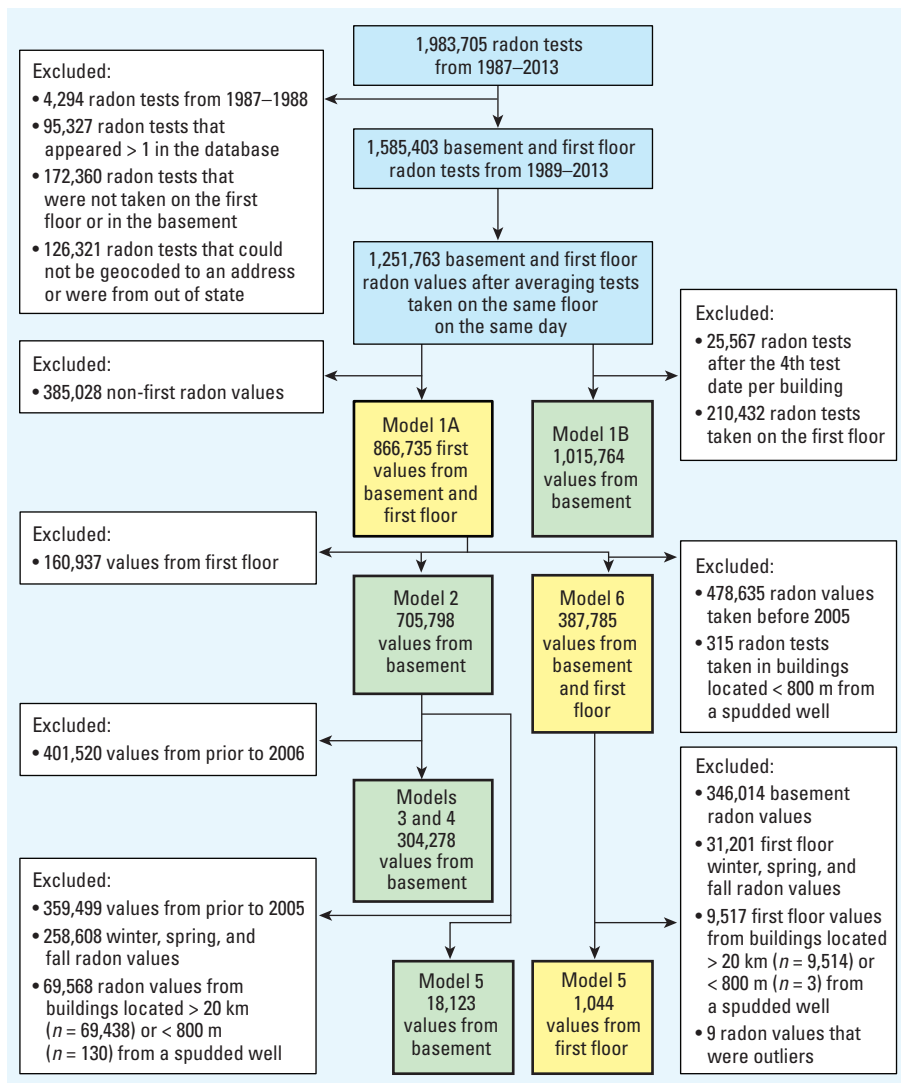 1,983,705 radon tests
from 1987–2013
Excluded:
• 4,294 radon tests from 1987–1988
• 95,327 radon tests that
appeared > 1 in the database
• 172,360 radon tests that
were not taken on the first
floor or in the basement
• 126,321 radon tests that could
not be geocoded to an address
or were from out of state
1,585,403 basement and first floor
radon tests from 1989–2013
1,251,763 basement and first floor
radon values after averaging tests
taken on the same floor
on the same day
Excluded:
• 385,028 non-first radon values
Excluded:
• 25,567 radon tests
after the 4th test
date per building
• 210,432 radon tests
taken on the first floor
Model 1A
866,735 first
values from
basement and
first floor
Model 1B
1,015,764
values from
basement
Excluded:
• 160,937 values from first floor
Excluded:
• 478,635 radon values
taken before 2005
• 315 radon tests
taken in buildings
located < 800 m from
a spudded well
Model 2
705,798
values from
basement
Model 6
387,785
values from
basement
and first
floor
Excluded:
• 401,520 values from prior to 2006
Models
3 and 4
304,278
values from
basement
Excluded:
• 359,499 values from prior to 2005
• 258,608 winter, spring, and
fall radon values
• 69,568 radon values from
buildings located > 20 km
(n = 69,438) or < 800 m
(n = 130) from a spudded well
Excluded:
• 346,014 basement
radon values
• 31,201 first floor
winter, spring, and
fall radon values
• 9,517 first floor values
from buildings located
> 20 km (n = 9,514) or
< 800 m (n = 3) from
a spudded well
• 9 radon values that
were outliers
Model 5
18,123
values from
basement
Model 5
1,044
values from
first floor